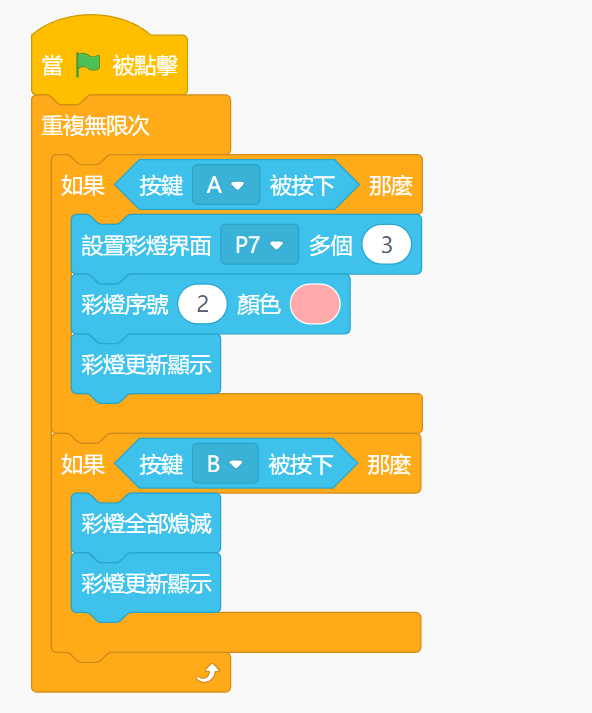 當 被點擊
重複無限次
如果 按鍵 A 被按下 那麼
設置彩燈界面 P7 多個 3
彩燈序號 2 顏色
彩燈更新顯示
如果 按鍵 B 被按下 那麼
彩燈全部熄滅
彩燈更新顯示